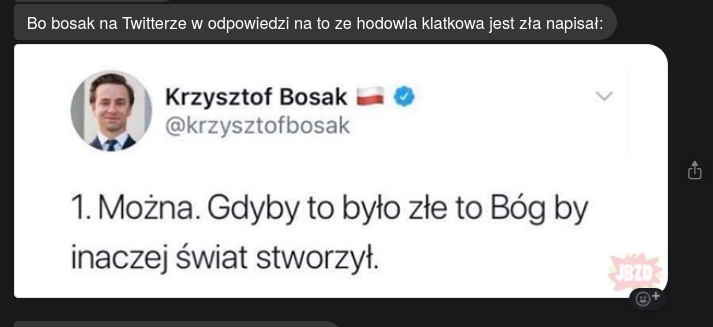 Bo bosak na Twitterze w odpowiedzi na to ze hodowla klatkowa jest zła napisał:
Krzysztof Bosak 🇵🇱
@krzysztofbosak
1. Można. Gdyby to było złe to Bóg by
inaczej świat stworzył.
JBZD